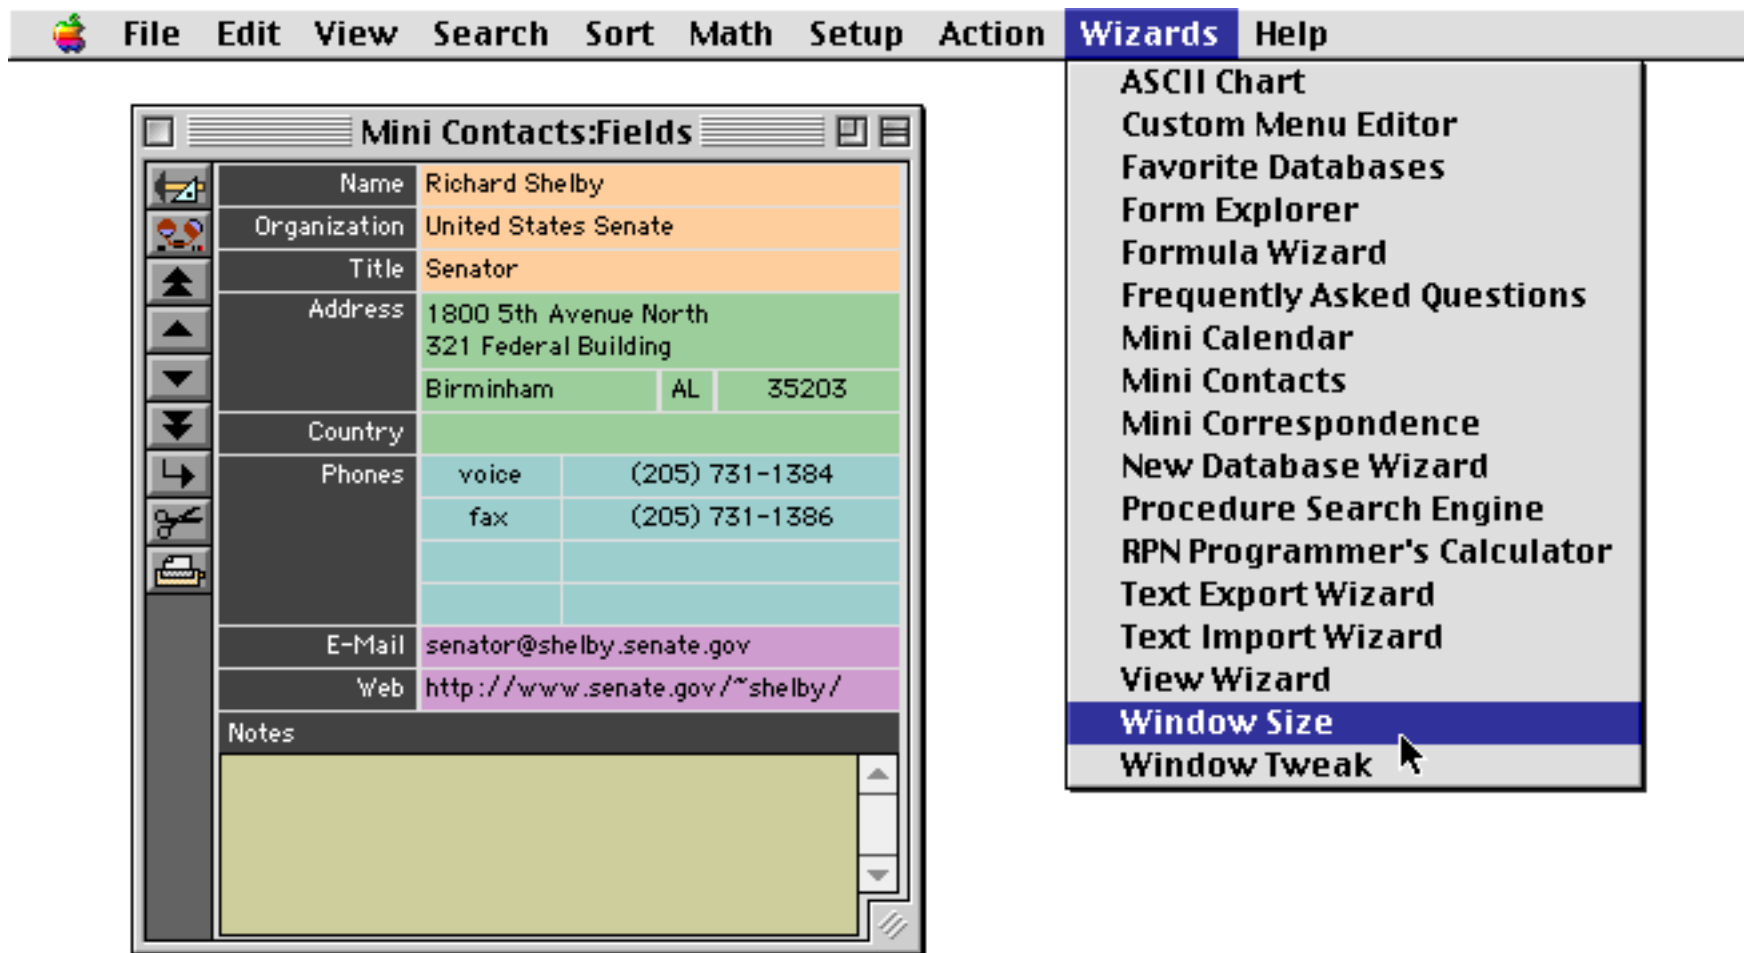 File Edit View Search Sort Math Setup Action Wizards Help
Mini Contacts:Fields
Name Richard Shelby
Organization United States Senate
Title Senator
Address 1800 5th Avenue North
321 Federal Building
Birminham AL 35203
Country
Phones voice (205) 731-1384
fax (205) 731-1386
E-Mail senator@shelby.senate.gov
Web http://www.senate.gov/~shelby/
Notes
ASCII Chart
Custom Menu Editor
Favorite Databases
Form Explorer
Formula Wizard
Frequently Asked Questions
Mini Calendar
Mini Contacts
Mini Correspondence
New Database Wizard
Procedure Search Engine
RPN Programmer's Calculator
Text Export Wizard
Text Import Wizard
View Wizard
Window Size
Window Tweak